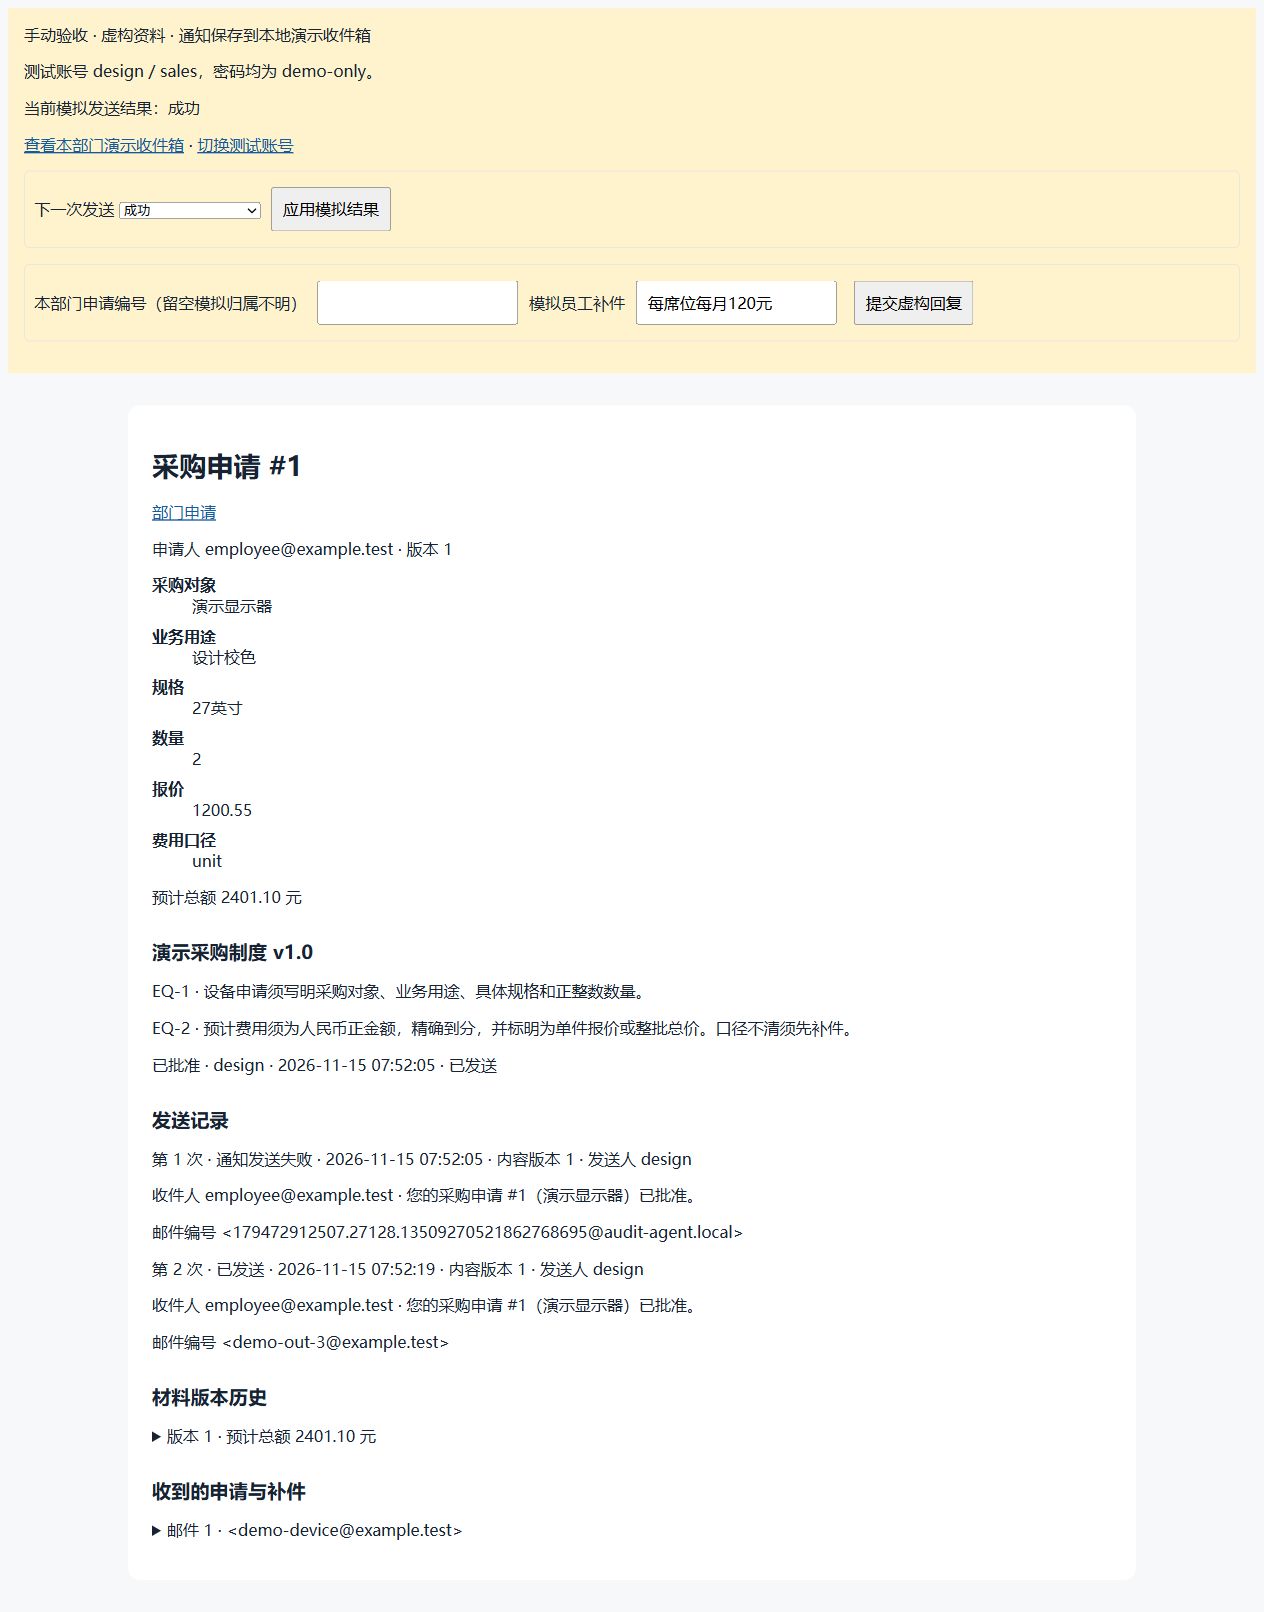 手动验收 · 虚构资料 · 通知保存到本地演示收件箱
测试账号 design / sales，密码均为 demo-only。
当前模拟发送结果：成功
查看本部门演示收件箱 · 切换测试账号
下一次发送 成功 应用模拟结果
本部门申请编号（留空模拟归属不明） 模拟员工补件 每席位每月120元 提交虚构回复
采购申请 #1
部门申请
申请人 employee@example.test · 版本 1
采购对象
演示显示器
业务用途
设计校色
规格
27英寸
数量
2
报价
1200.55
费用口径
unit
预计总额 2401.10 元
演示采购制度 v1.0
EQ-1 · 设备申请须写明采购对象、业务用途、具体规格和正整数数量。
EQ-2 · 预计费用须为人民币正金额，精确到分，并标明为单件报价或整批总价。口径不清须先补件。
已批准 · design · 2026-11-15 07:52:05 · 已发送
发送记录
第 1 次 · 通知发送失败 · 2026-11-15 07:52:05 · 内容版本 1 · 发送人 design
收件人 employee@example.test · 您的采购申请 #1（演示显示器）已批准。
邮件编号 <179472912507.27128.13509270521862768695@audit-agent.local>
第 2 次 · 已发送 · 2026-11-15 07:52:19 · 内容版本 1 · 发送人 design
收件人 employee@example.test · 您的采购申请 #1（演示显示器）已批准。
邮件编号 <demo-out-3@example.test>
材料版本历史
▶ 版本 1 · 预计总额 2401.10 元
收到的申请与补件
▶ 邮件 1 · <demo-device@example.test>